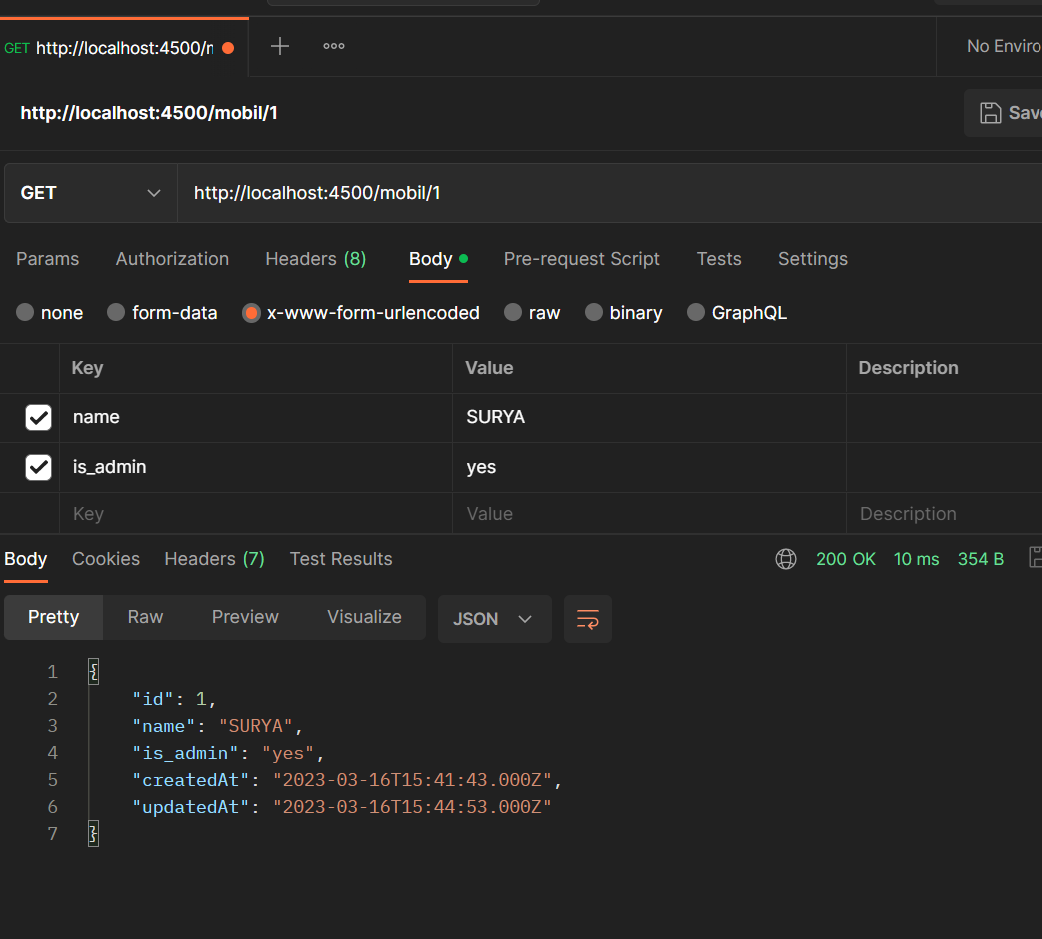 GET http://localhost:4500/
No Enviro
http://localhost:4500/mobil/1
Sav
GET http://localhost:4500/mobil/1
Params Authorization Headers (8) Body Pre-request Script Tests Settings
none form-data x-www-form-urlencoded raw binary GraphQL
Key Value Description
name SURYA
is_admin yes
Key Value Description
Body Cookies Headers (7) Test Results 200 OK 10 ms 354 B
Pretty Raw Preview Visualize JSON
1 {
2 "id": 1,
3 "name": "SURYA",
4 "is_admin": "yes",
5 "createdAt": "2023-03-16T15:41:43.000Z",
6 "updatedAt": "2023-03-16T15:44:53.000Z"
7 }